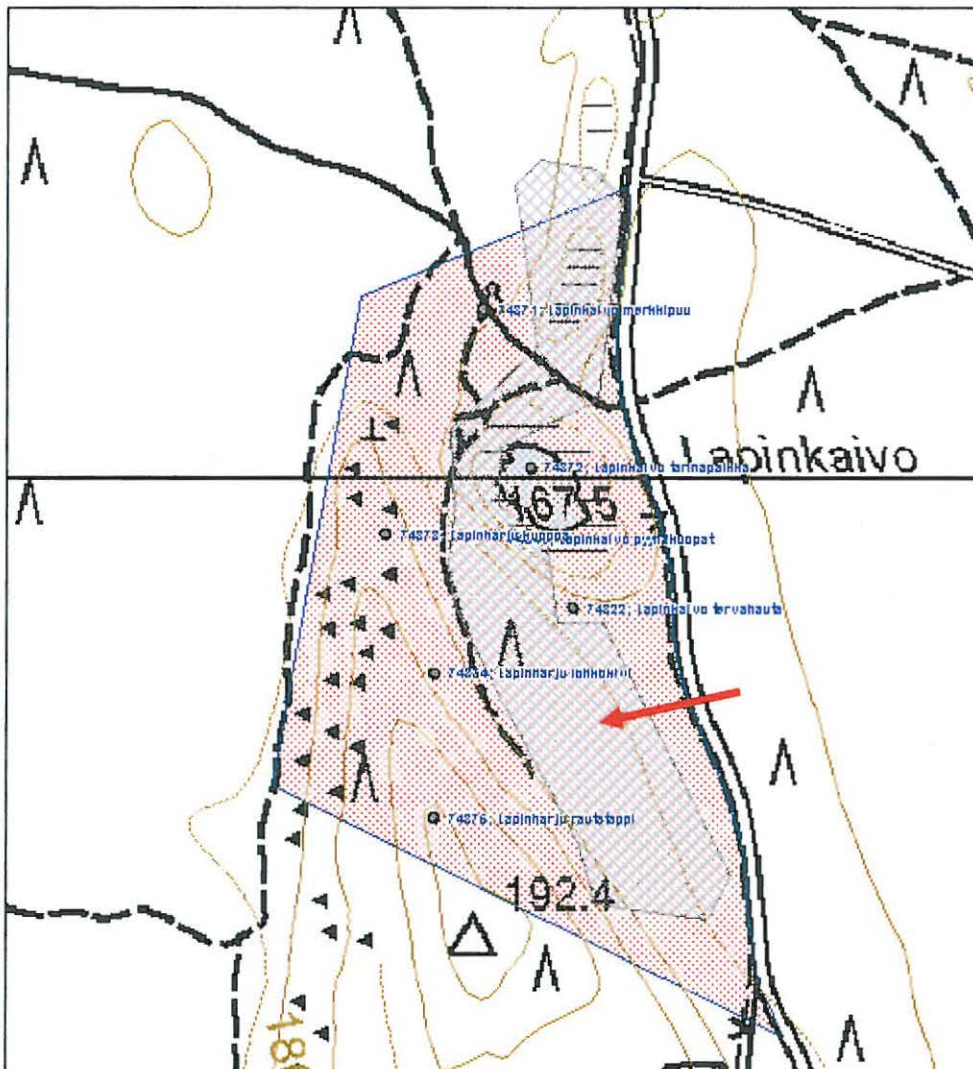 74871; Lapinkaivo merkkipuu
Lapinkaivo
74872; Lapinkaivo tarinapaikka
167.5
74873; Lapinharju kuoppa
Lapinkaivo pyyntikuopat
74822; Lapinkaivo tervahauta
74874; Lapinharju lohkokivi
74876; Lapinharju rautatappi
192.4